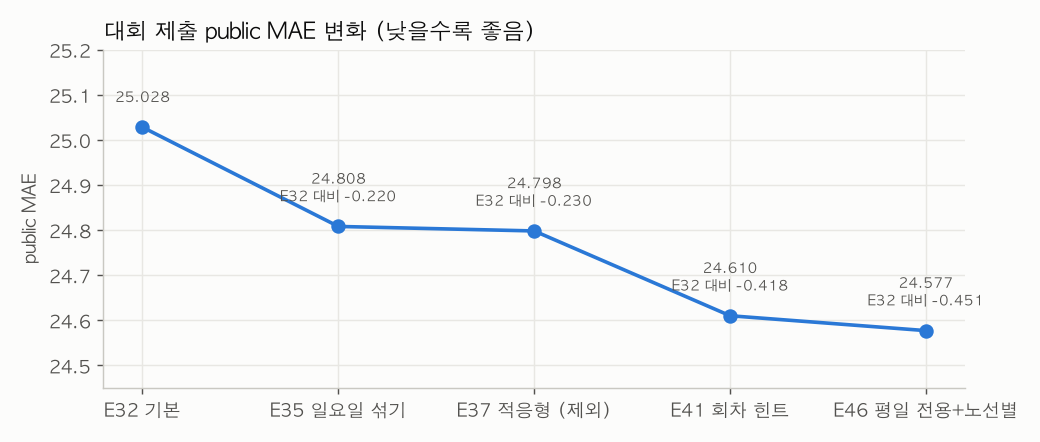 대회 제출 public MAE 변화 (낮을수록 좋음)
public MAE
25.2
25.1
25.0
24.9
24.8
24.7
24.6
24.5
25.028
24.808
E32 대비 -0.220
24.798
E32 대비 -0.230
24.610
E32 대비 -0.418
24.577
E32 대비 -0.451
E32 기본
E35 일요일 섞기
E37 적응형 (제외)
E41 회차 힌트
E46 평일 전용+노선별